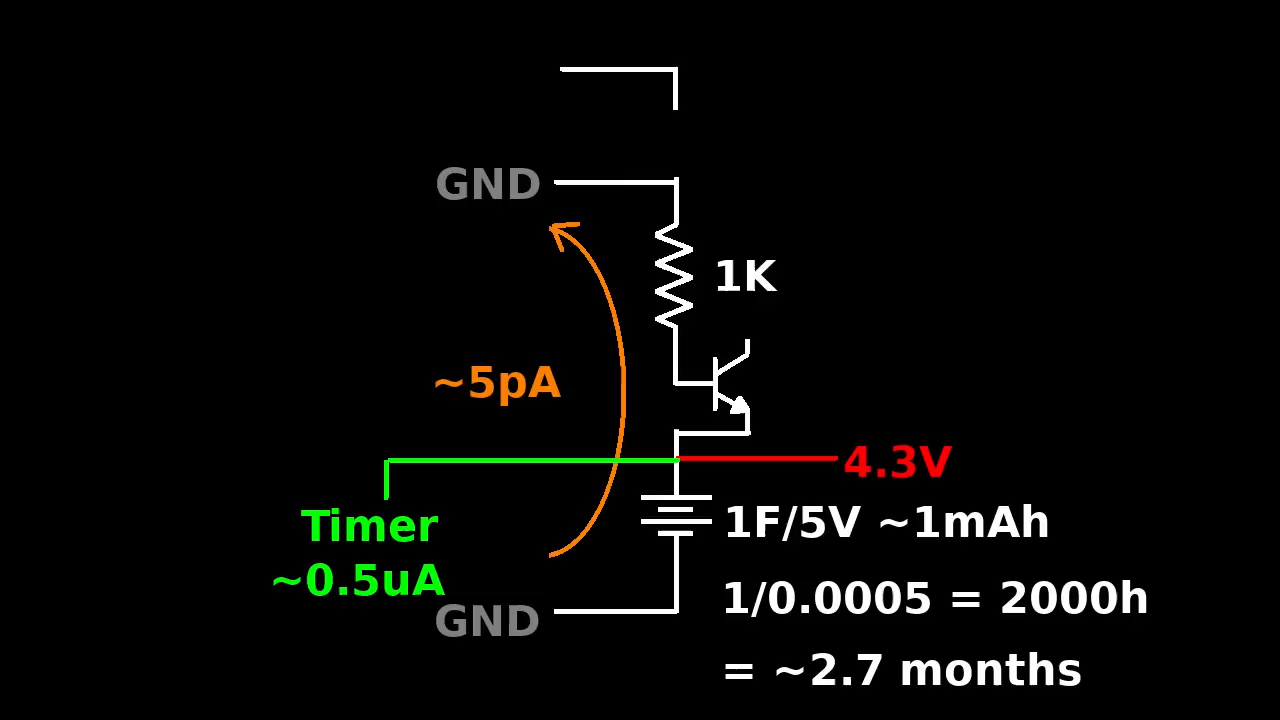 GND
1K
~5pA
4.3V
1F/5V ~1mAh
Timer
~0.5uA
1/0.0005 = 2000h
GND
= ~2.7 months